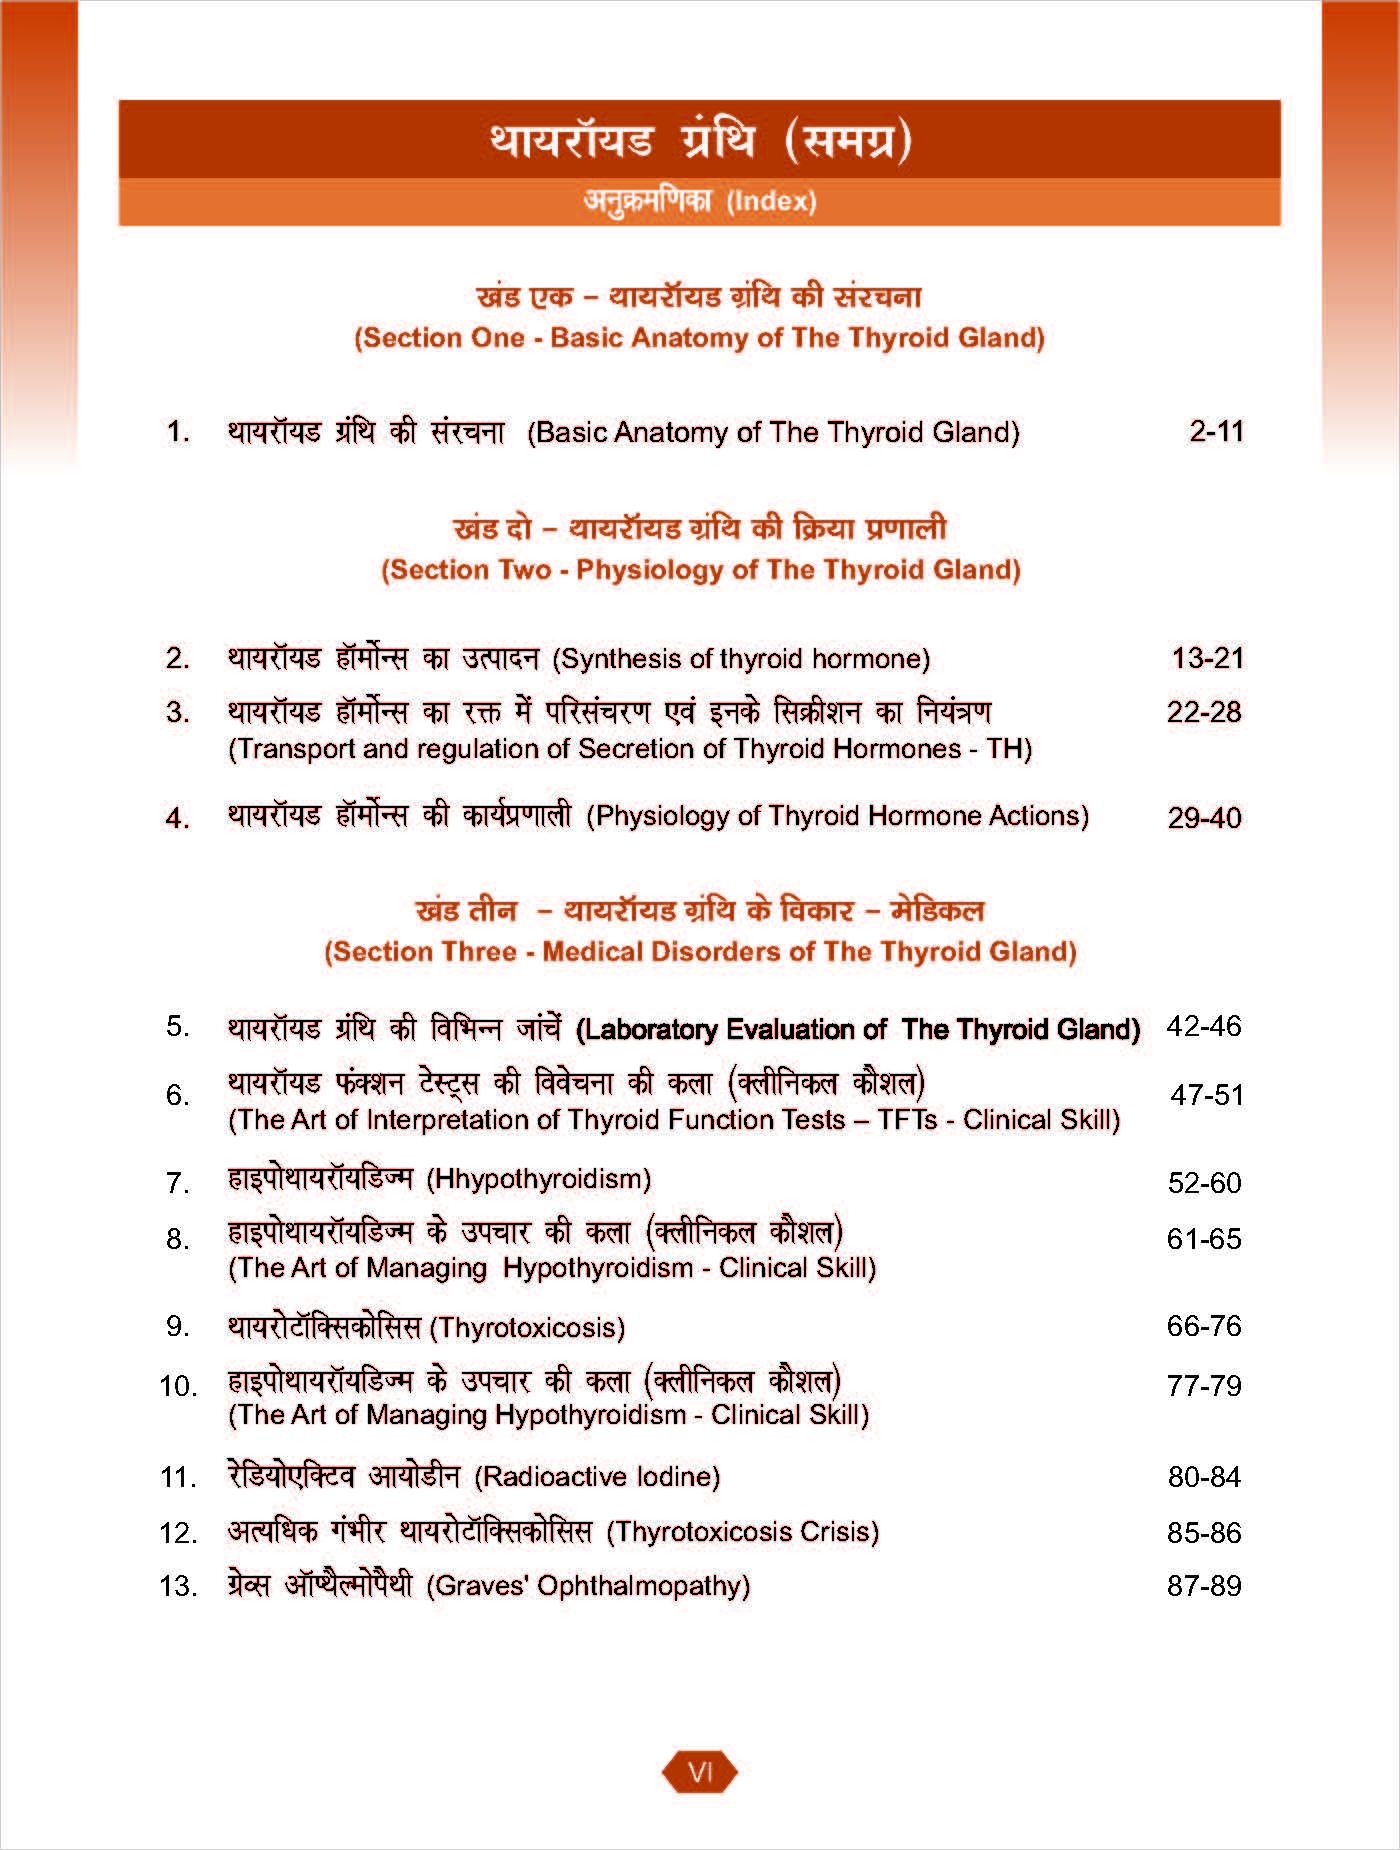 थायरॉयड ग्रंथि (समग्र)
अनुक्रमणिका (Index)
खंड एक – थायरॉयड ग्रंथि की संरचना
(Section One - Basic Anatomy of The Thyroid Gland)
1. थायरॉयड ग्रंथि की संरचना (Basic Anatomy of The Thyroid Gland) 2-11
खंड दो – थायरॉयड ग्रंथि की क्रिया प्रणाली
(Section Two - Physiology of The Thyroid Gland)
2. थायरॉयड हॉर्मोन्स का उत्पादन (Synthesis of thyroid hormone) 13-21
3. थायरॉयड हॉर्मोन्स का रक्त में परिसंचरण एवं इनके सिक्रीशन का नियंत्रण 22-28
(Transport and regulation of Secretion of Thyroid Hormones - TH)
4. थायरॉयड हॉर्मोन्स की कार्यप्रणाली (Physiology of Thyroid Hormone Actions) 29-40
खंड तीन – थायरॉयड ग्रंथि के विकार – मेडिकल
(Section Three - Medical Disorders of The Thyroid Gland)
5. थायरॉयड ग्रंथि की विभिन्न जांचें (Laboratory Evaluation of The Thyroid Gland) 42-46
6. थायरॉयड फंक्शन टेस्ट्स की विवेचना की कला (क्लीनिकल कौशल) 47-51
(The Art of Interpretation of Thyroid Function Tests – TFTs - Clinical Skill)
7. हाइपोथायरॉयडिज्म (Hhypothyroidism) 52-60
8. हाइपोथायरॉयडिज्म के उपचार की कला (क्लीनिकल कौशल) 61-65
(The Art of Managing Hypothyroidism - Clinical Skill)
9. थायरोटॉक्सिकोसिस (Thyrotoxicosis) 66-76
10. हाइपोथायरॉयडिज्म के उपचार की कला (क्लीनिकल कौशल) 77-79
(The Art of Managing Hypothyroidism - Clinical Skill)
11. रेडियोएक्टिव आयोडीन (Radioactive Iodine) 80-84
12. अत्यधिक गंभीर थायरोटॉक्सिकोसिस (Thyrotoxicosis Crisis) 85-86
13. ग्रेव्स ऑप्थैल्मोपैथी (Graves' Ophthalmopathy) 87-89
VI